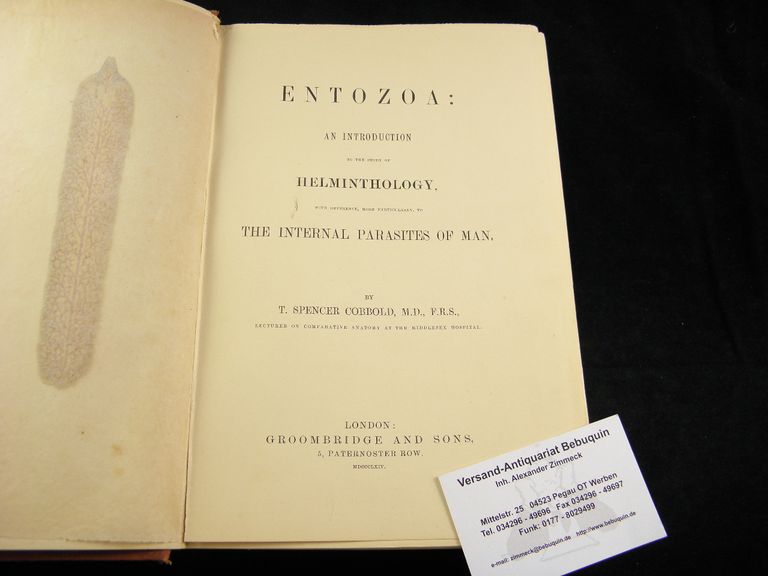 ENTOZOA:
AN INTRODUCTION
TO THE STUDY OF
HELMINTHOLOGY,
WITH REFERENCE, MORE PARTICULARLY, TO
THE INTERNAL PARASITES OF MAN.
BY
T. SPENCER COBBOLD, M.D., F.R.S.,
LECTURER ON COMPARATIVE ANATOMY AT THE MIDDLESEX HOSPITAL.
LONDON:
GROOMBRIDGE AND SONS,
5, PATERNOSTER ROW.
MDCCCLXIV.
Versand-Antiquariat Bebuquin
Inh. Alexander Zimmeck
Mittelstr. 25 04523 Pegau OT Werben
Tel. 034296 - 49696 Fax 034296 - 49697
Funk: 0177 - 8029499
e-mail: zimmeck@bebuquin.de http://www.bebuquin.de